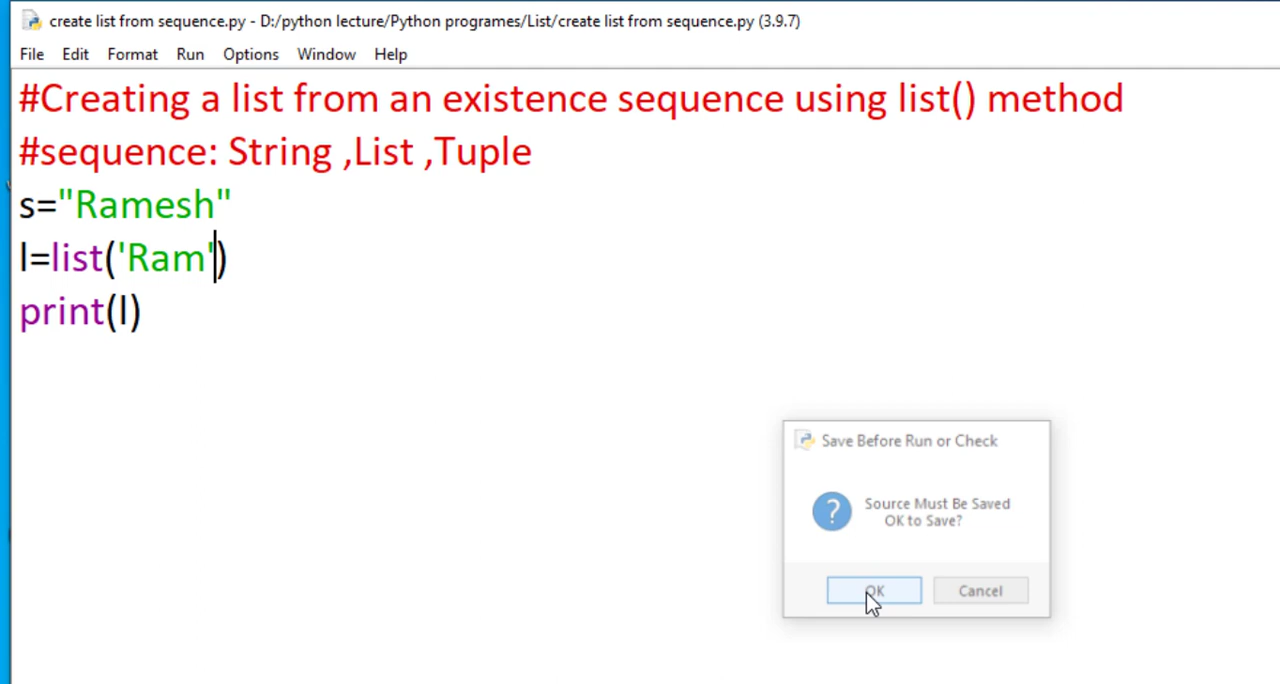 create list from sequence.py - D:/python lecture/Python programes/List/create list from sequence.py (3.9.7)
File Edit Format Run Options Window Help
#Creating a list from an existence sequence using list() method
#sequence: String ,List ,Tuple
s="Ramesh"
l=list('Ram')
print(l)
Save Before Run or Check
Source Must Be Saved
OK to Save?
OK Cancel